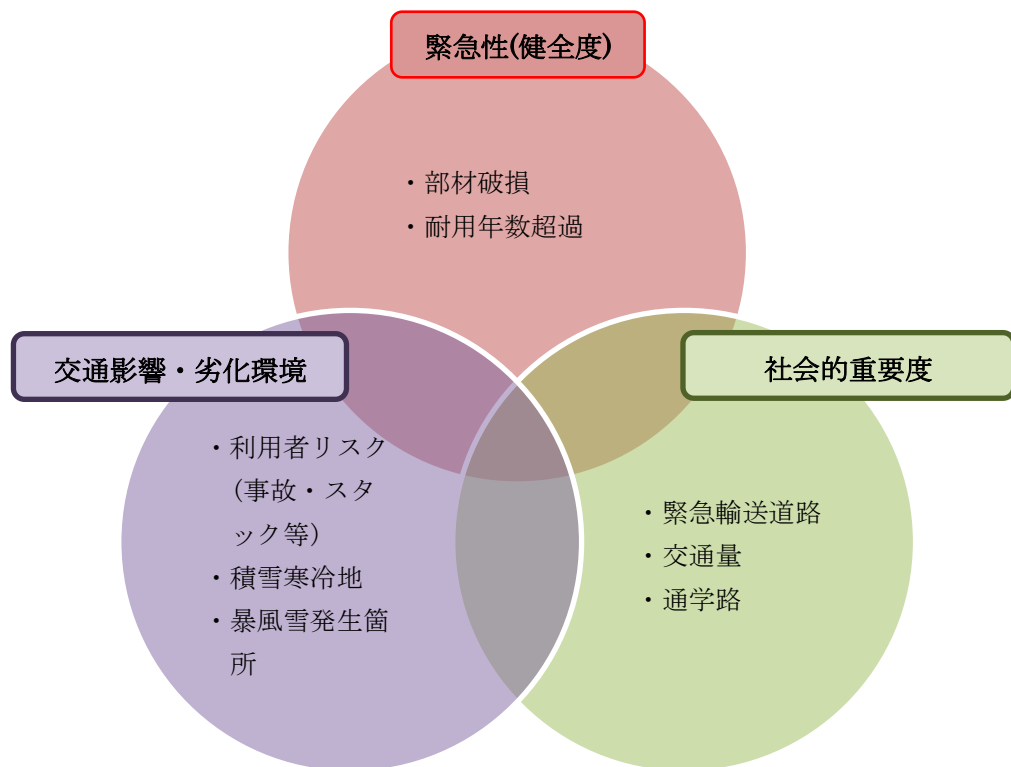 緊急性(健全度)
・部材破損
・耐用年数超過
交通影響・劣化環境
・利用者リスク
(事故・スタ
ック等)
・積雪寒冷地
・暴風雪発生箇
所
社会的重要度
・緊急輸送道路
・交通量
・通学路